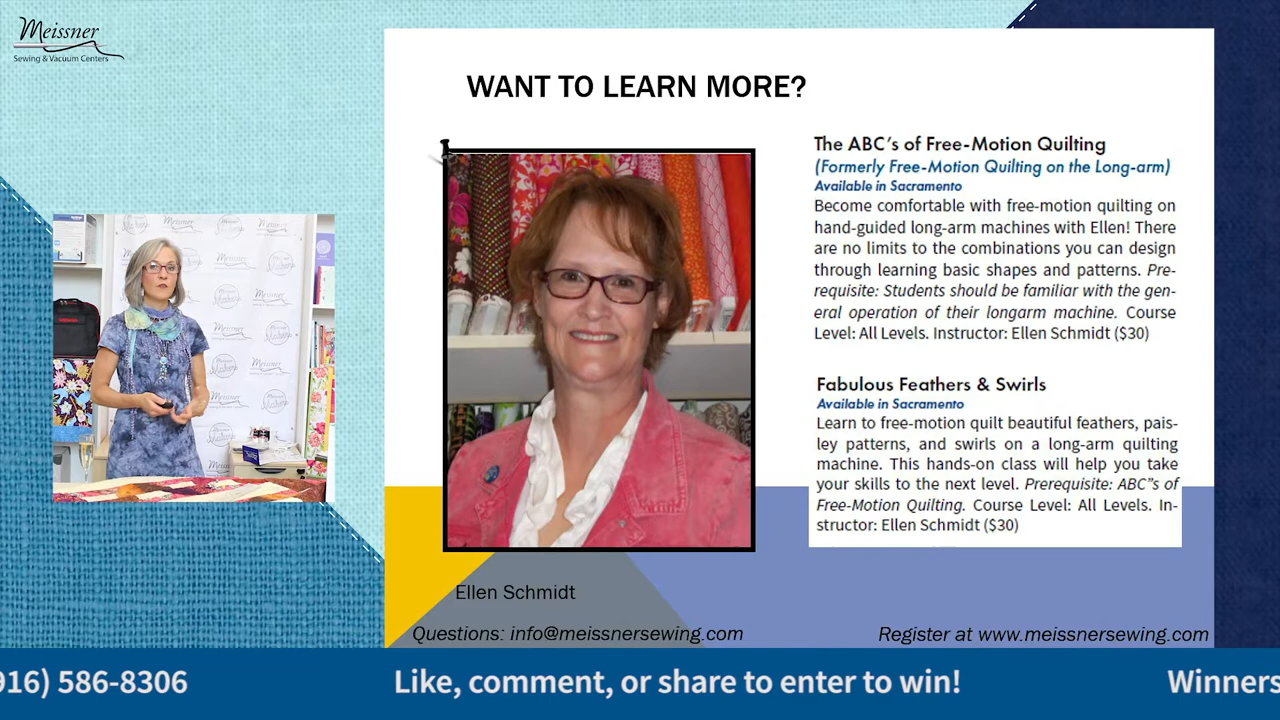 Meissner
Sewing & Vacuum Centers
WANT TO LEARN MORE?
The ABC's of Free-Motion Quilting
(Formerly Free-Motion Quilting on the Long-arm)
Available in Sacramento
Become comfortable with free-motion quilting on
hand-guided long-arm machines with Ellen! There
are no limits to the combinations you can design
through learning basic shapes and patterns. Pre-
requisite: Students should be familiar with the gen-
eral operation of their longarm machine. Course
Level: All Levels. Instructor: Ellen Schmidt ($30)
Fabulous Feathers & Swirls
Available in Sacramento
Learn to free-motion quilt beautiful feathers, pais-
ley patterns, and swirls on a long-arm quilting
machine. This hands-on class will help you take
your skills to the next level. Prerequisite: ABC"s of
Free-Motion Quilting. Course Level: All Levels. In-
structor: Ellen Schmidt ($30)
Ellen Schmidt
Questions: info@meissnersewing.com
Register at www.meissnersewing.com
916) 586-8306
Like, comment, or share to enter to win!
Winners